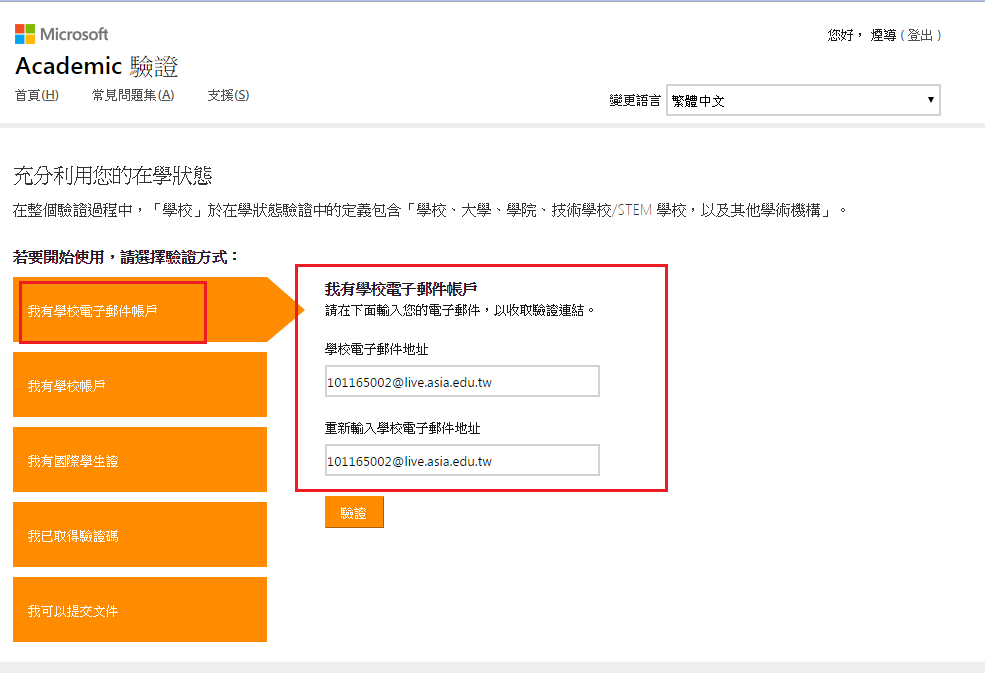 Microsoft
您好， 煙導 ( 登出 )
Academic 驗證
首頁(H) 常見問題集(A) 支援(S)
變更語言 繁體中文
充分利用您的在學狀態
在整個驗證過程中，「學校」於在學狀態驗證中的定義包含「學校、大學、學院、技術學校/STEM 學校，以及其他學術機構」。
若要開始使用，請選擇驗證方式：
我有學校電子郵件帳戶
我有學校帳戶
我有國際學生證
我已取得驗證碼
我可以提交文件
我有學校電子郵件帳戶
請在下面輸入您的電子郵件，以收取驗證連結。
學校電子郵件地址
101165002@live.asia.edu.tw
重新輸入學校電子郵件地址
101165002@live.asia.edu.tw
驗證